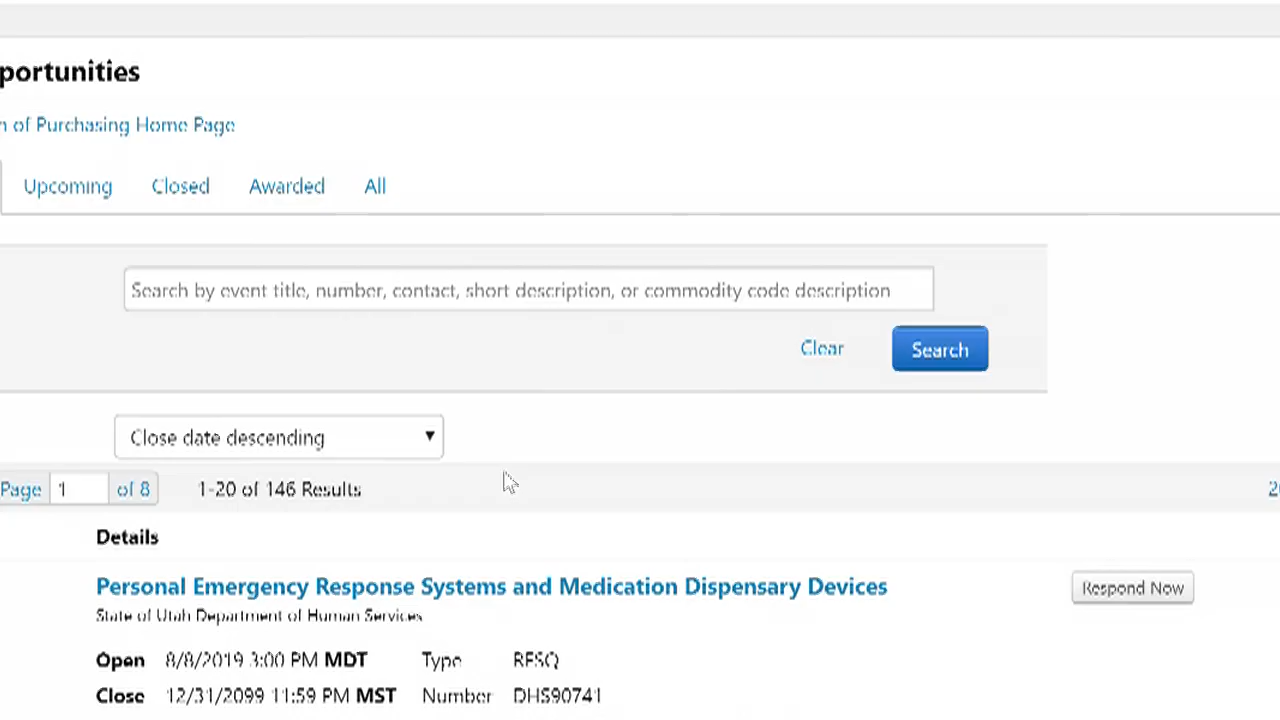 portunities
n of Purchasing Home Page
Upcoming Closed Awarded All
Search by event title, number, contact, short description, or commodity code description
Clear Search
Close date descending
Page 1 of 8 1-20 of 146 Results
Details
Personal Emergency Response Systems and Medication Dispensary Devices Respond Now
State of Utah Department of Human Services
Open 8/8/2019 3:00 PM MDT Type RFSQ
Close 12/31/2099 11:59 PM MST Number DHS90741